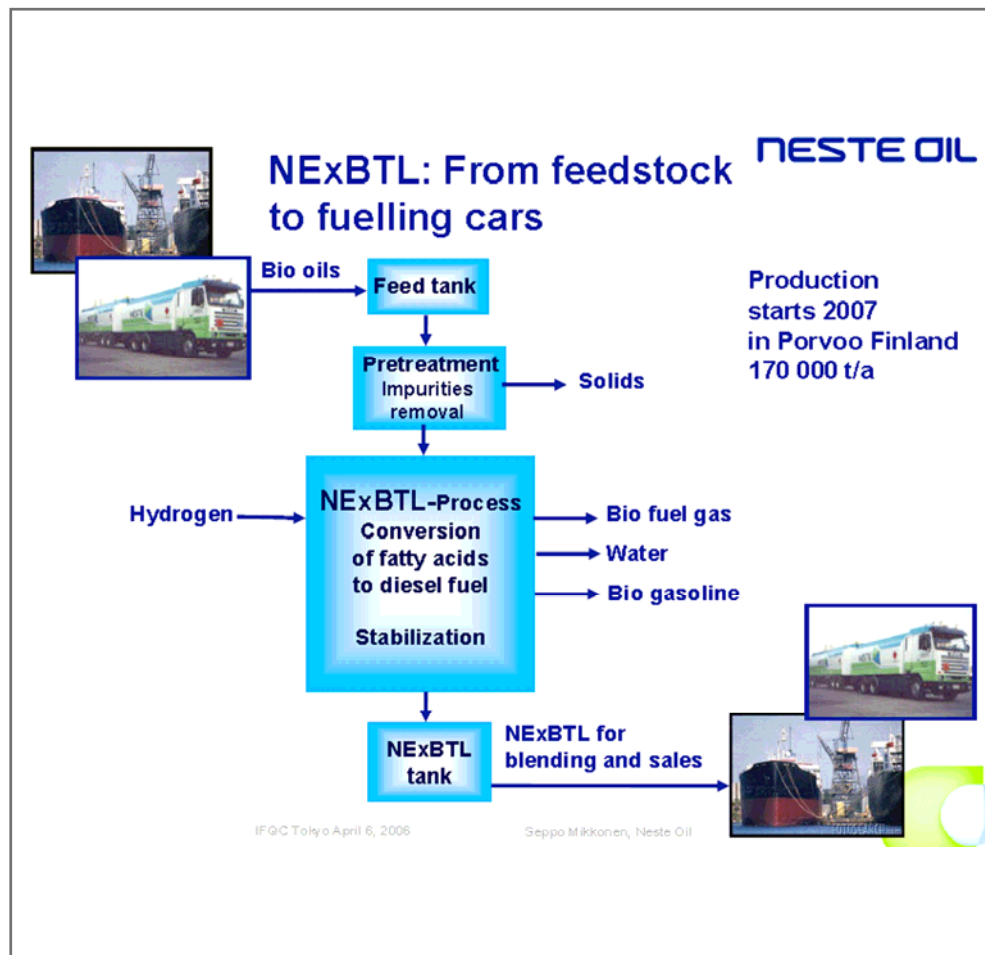 NESTE OIL
NExBTL: From feedstock
to fuelling cars
Bio oils
Feed tank
Production
starts 2007
in Porvoo Finland
170 000 t/a
Pretreatment
Impurities
removal
Solids
Hydrogen
NExBTL-Process
Conversion
of fatty acids
to diesel fuel
Stabilization
Bio fuel gas
Water
Bio gasoline
NExBTL
tank
NExBTL for
blending and sales
IFQC Tokyo April 6, 2006
Seppo Mikkonen, Neste Oil
FOTOSEARCH